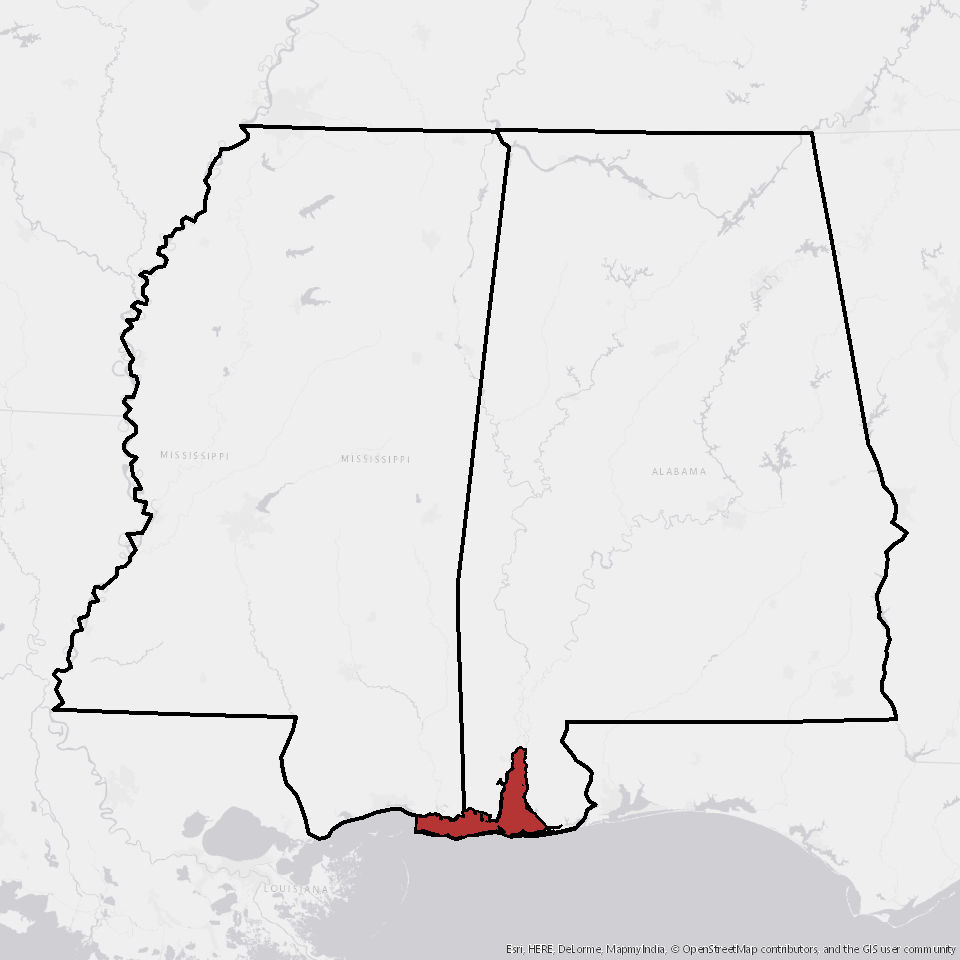 MISSISSIPPI
MISSISSIPPI
ALABAMA
LOUISIANA
Esri, HERE, DeLorme, MapmyIndia, © OpenStreetMap contributors, and the GIS user community